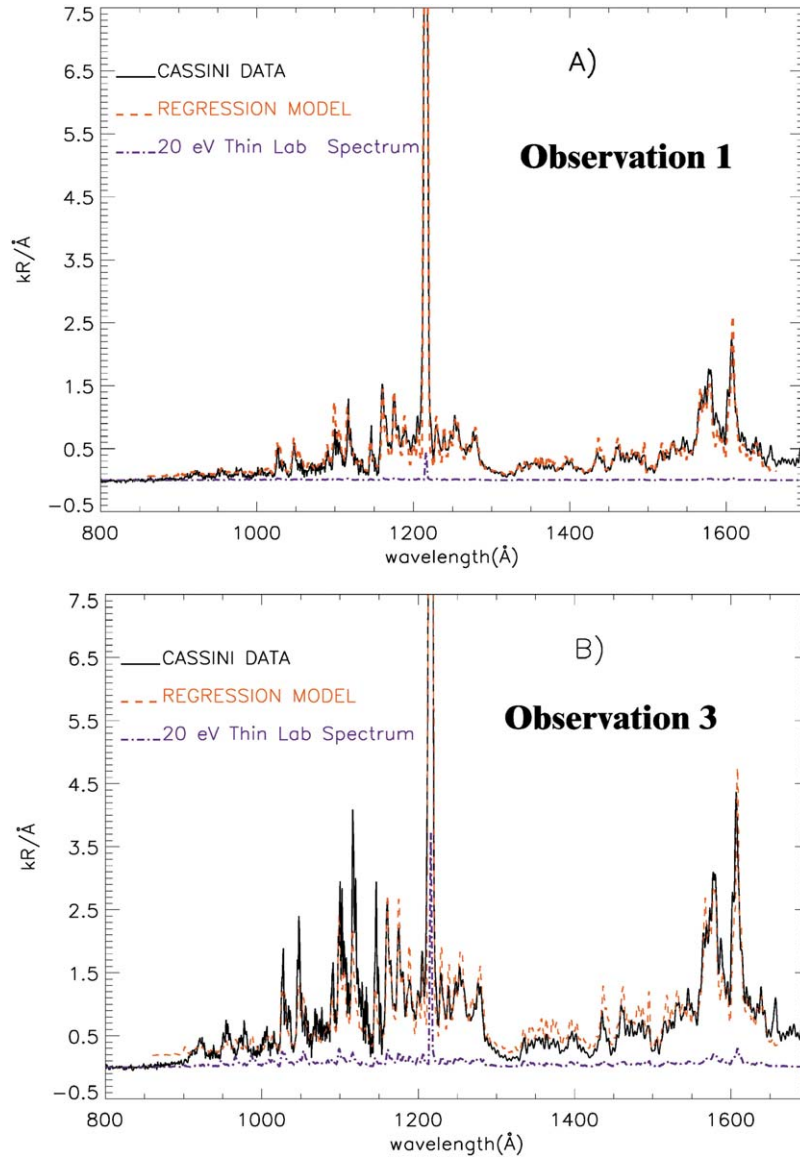 7.5
6.5
5.5
4.5
3.5
2.5
1.5
0.5
−0.5
kR/Å
CASSINI DATA
REGRESSION MODEL
20 eV Thin Lab Spectrum
A)
Observation 1
800 1000 1200 1400 1600
wavelength(Å)
7.5
6.5
5.5
4.5
3.5
2.5
1.5
0.5
−0.5
kR/Å
CASSINI DATA
REGRESSION MODEL
20 eV Thin Lab Spectrum
B)
Observation 3
800 1000 1200 1400 1600
wavelength(Å)